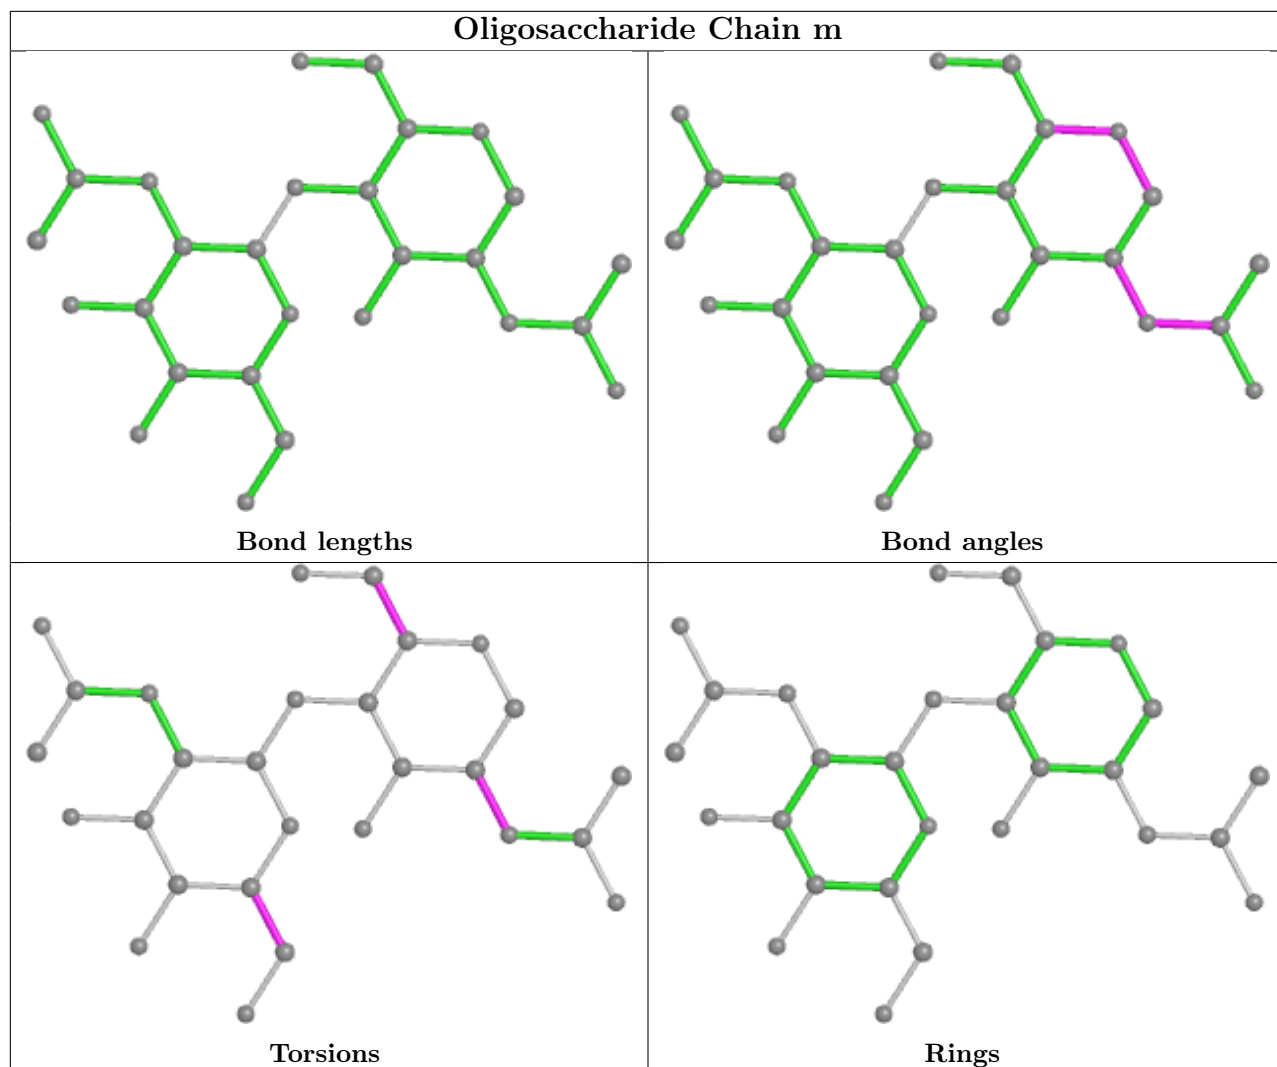 Oligosaccharide Chain m
Bond lengths
Bond angles
Torsions
Rings